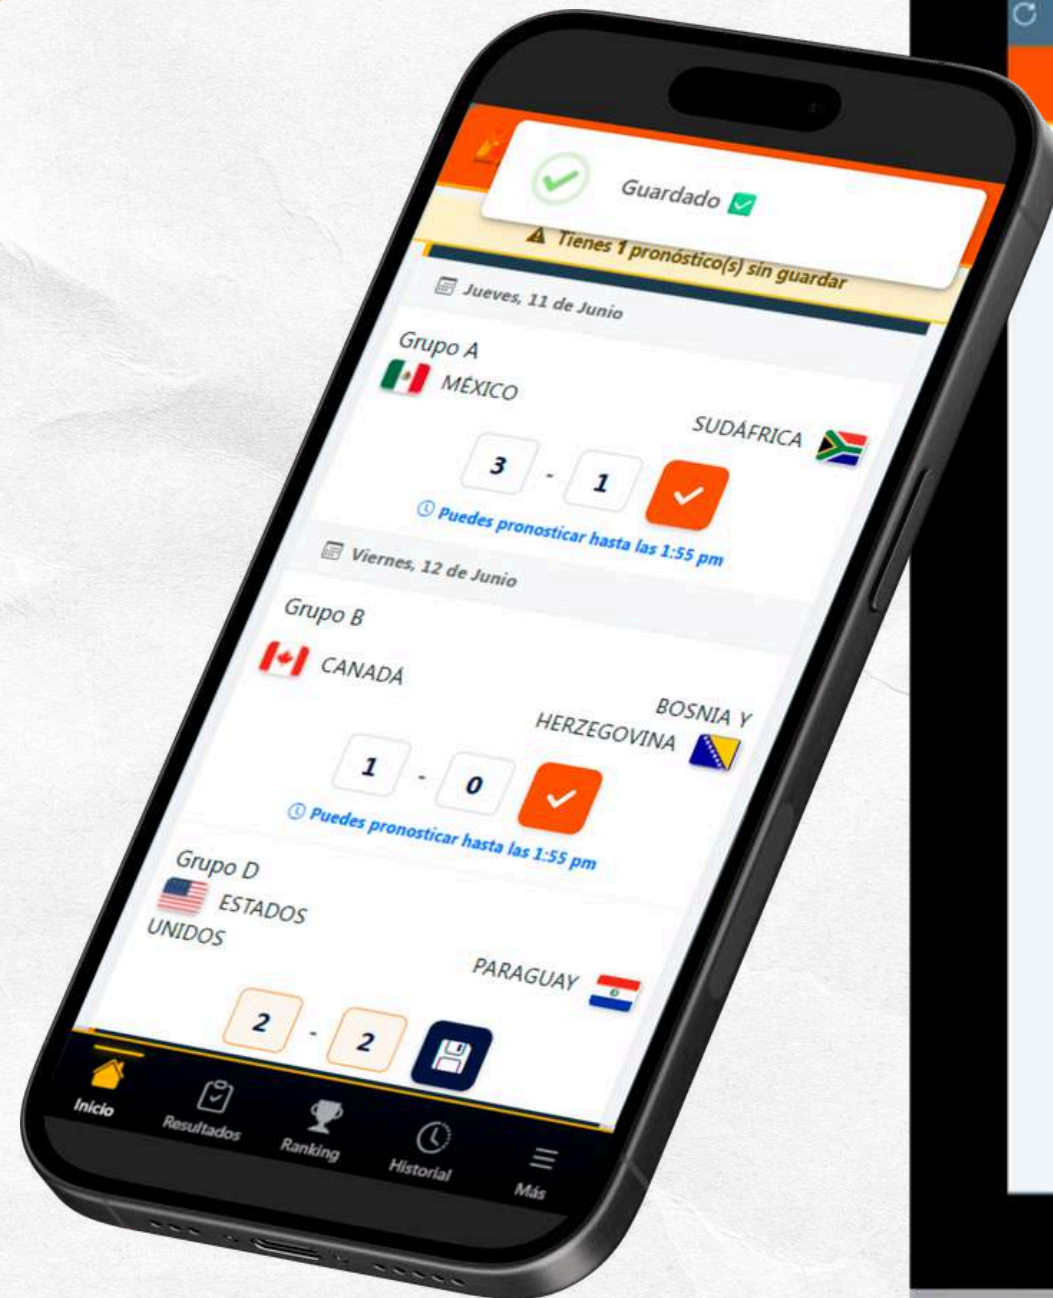 Guardado ✅
Tienes 1 pronóstico(s) sin guardar
Jueves, 11 de Junio
Grupo A
MÉXICO
SUDÁFRICA
3 - 1
Puedes pronosticar hasta las 1:55 pm
Viernes, 12 de Junio
Grupo B
CANADÁ
BOSNIA Y
HERZEGOVINA
1 - 0
Puedes pronosticar hasta las 1:55 pm
Grupo D
ESTADOS
UNIDOS
PARAGUAY
2 - 2
Inicio
Resultados
Ranking
Historial
Más